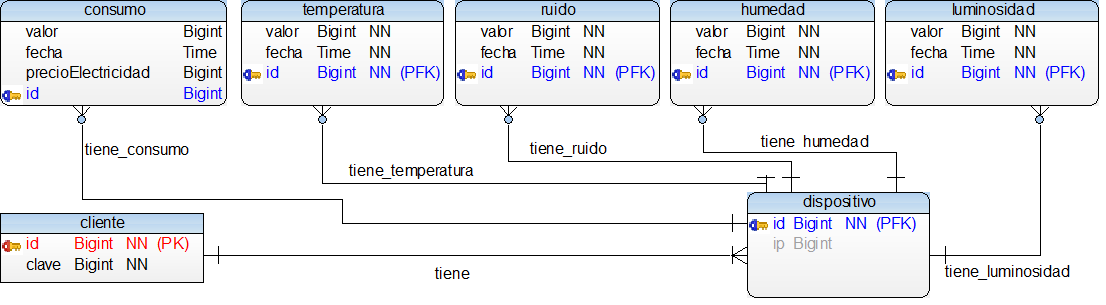 consumo
valor Bigint
fecha Time
precioElectricidad Bigint
id Bigint
temperatura
valor Bigint NN
fecha Time NN
id Bigint NN (PFK)
ruido
valor Bigint NN
fecha Time NN
id Bigint NN (PFK)
humedad
valor Bigint NN
fecha Time NN
id Bigint NN (PFK)
luminosidad
valor Bigint NN
fecha Time NN
id Bigint NN (PFK)
tiene_consumo
tiene_temperatura
tiene_ruido
tiene_humedad
cliente
id Bigint NN (PK)
clave Bigint NN
tiene
dispositivo
id Bigint NN (PFK)
ip Bigint
tiene_luminosidad